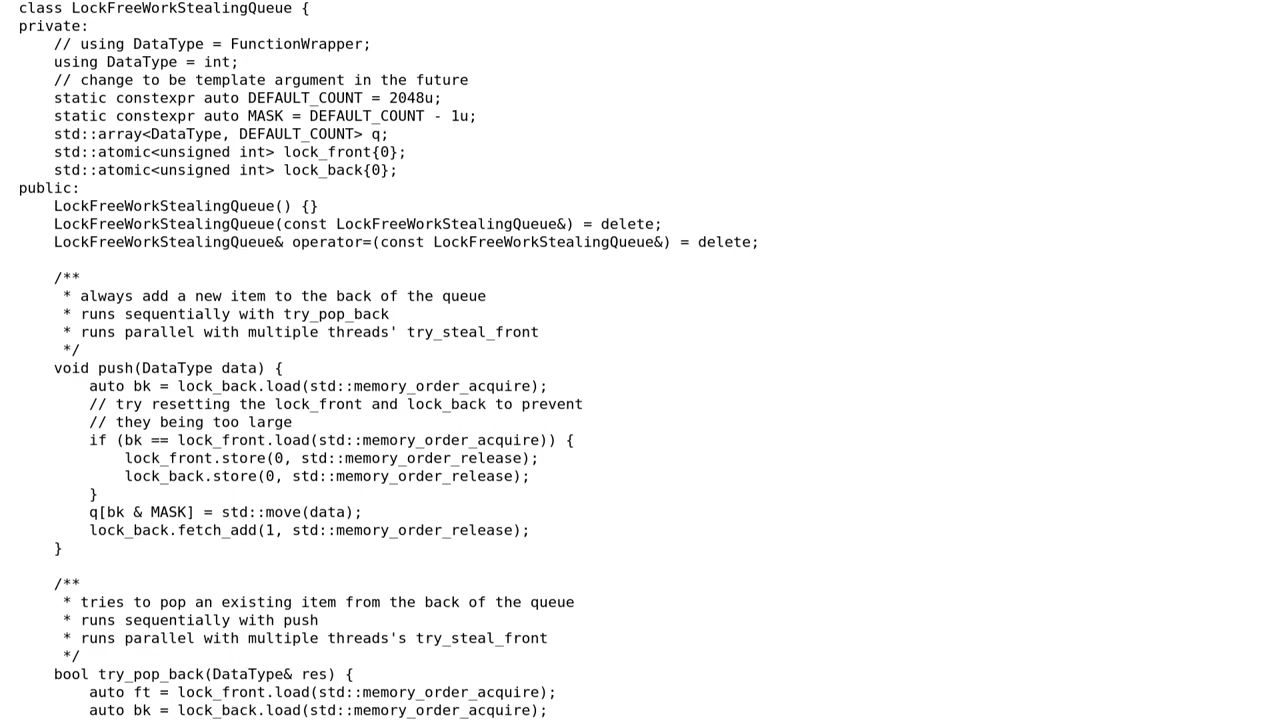 class LockFreeWorkStealingQueue {
private:
    // using DataType = FunctionWrapper;
    using DataType = int;
    // change to be template argument in the future
    static constexpr auto DEFAULT_COUNT = 2048u;
    static constexpr auto MASK = DEFAULT_COUNT - 1u;
    std::array<DataType, DEFAULT_COUNT> q;
    std::atomic<unsigned int> lock_front{0};
    std::atomic<unsigned int> lock_back{0};
public:
    LockFreeWorkStealingQueue() {}
    LockFreeWorkStealingQueue(const LockFreeWorkStealingQueue&) = delete;
    LockFreeWorkStealingQueue& operator=(const LockFreeWorkStealingQueue&) = delete;

    /**
     * always add a new item to the back of the queue
     * runs sequentially with try_pop_back
     * runs parallel with multiple threads' try_steal_front
     */
    void push(DataType data) {
        auto bk = lock_back.load(std::memory_order_acquire);
        // try resetting the lock_front and lock_back to prevent
        // they being too large
        if (bk == lock_front.load(std::memory_order_acquire)) {
            lock_front.store(0, std::memory_order_release);
            lock_back.store(0, std::memory_order_release);
        }
        q[bk & MASK] = std::move(data);
        lock_back.fetch_add(1, std::memory_order_release);
    }

    /**
     * tries to pop an existing item from the back of the queue
     * runs sequentially with push
     * runs parallel with multiple threads's try_steal_front
     */
    bool try_pop_back(DataType& res) {
        auto ft = lock_front.load(std::memory_order_acquire);
        auto bk = lock_back.load(std::memory_order_acquire);